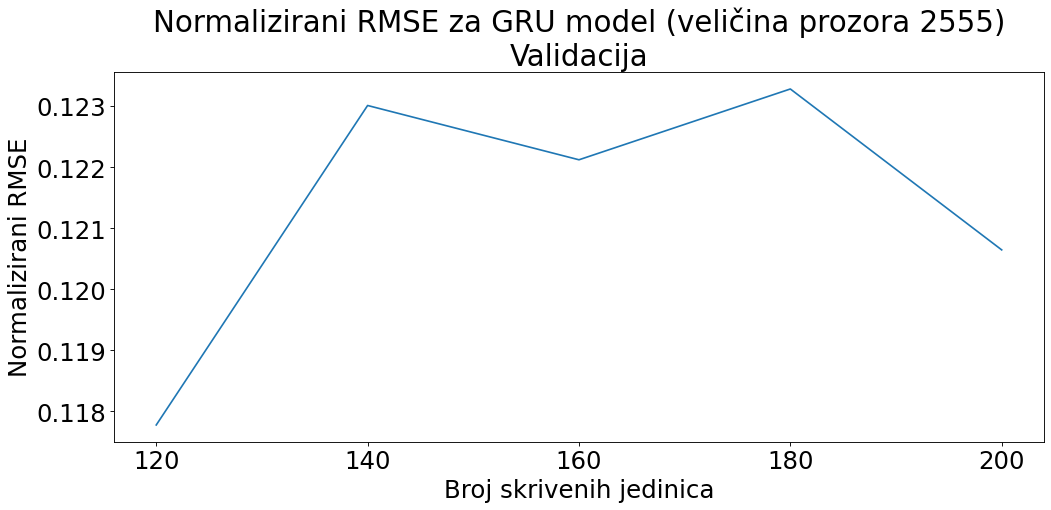 Normalizirani RMSE za GRU model (veličina prozora 2555)
Validacija
Normalizirani RMSE
0.123
0.122
0.121
0.120
0.119
0.118
120 140 160 180 200
Broj skrivenih jedinica